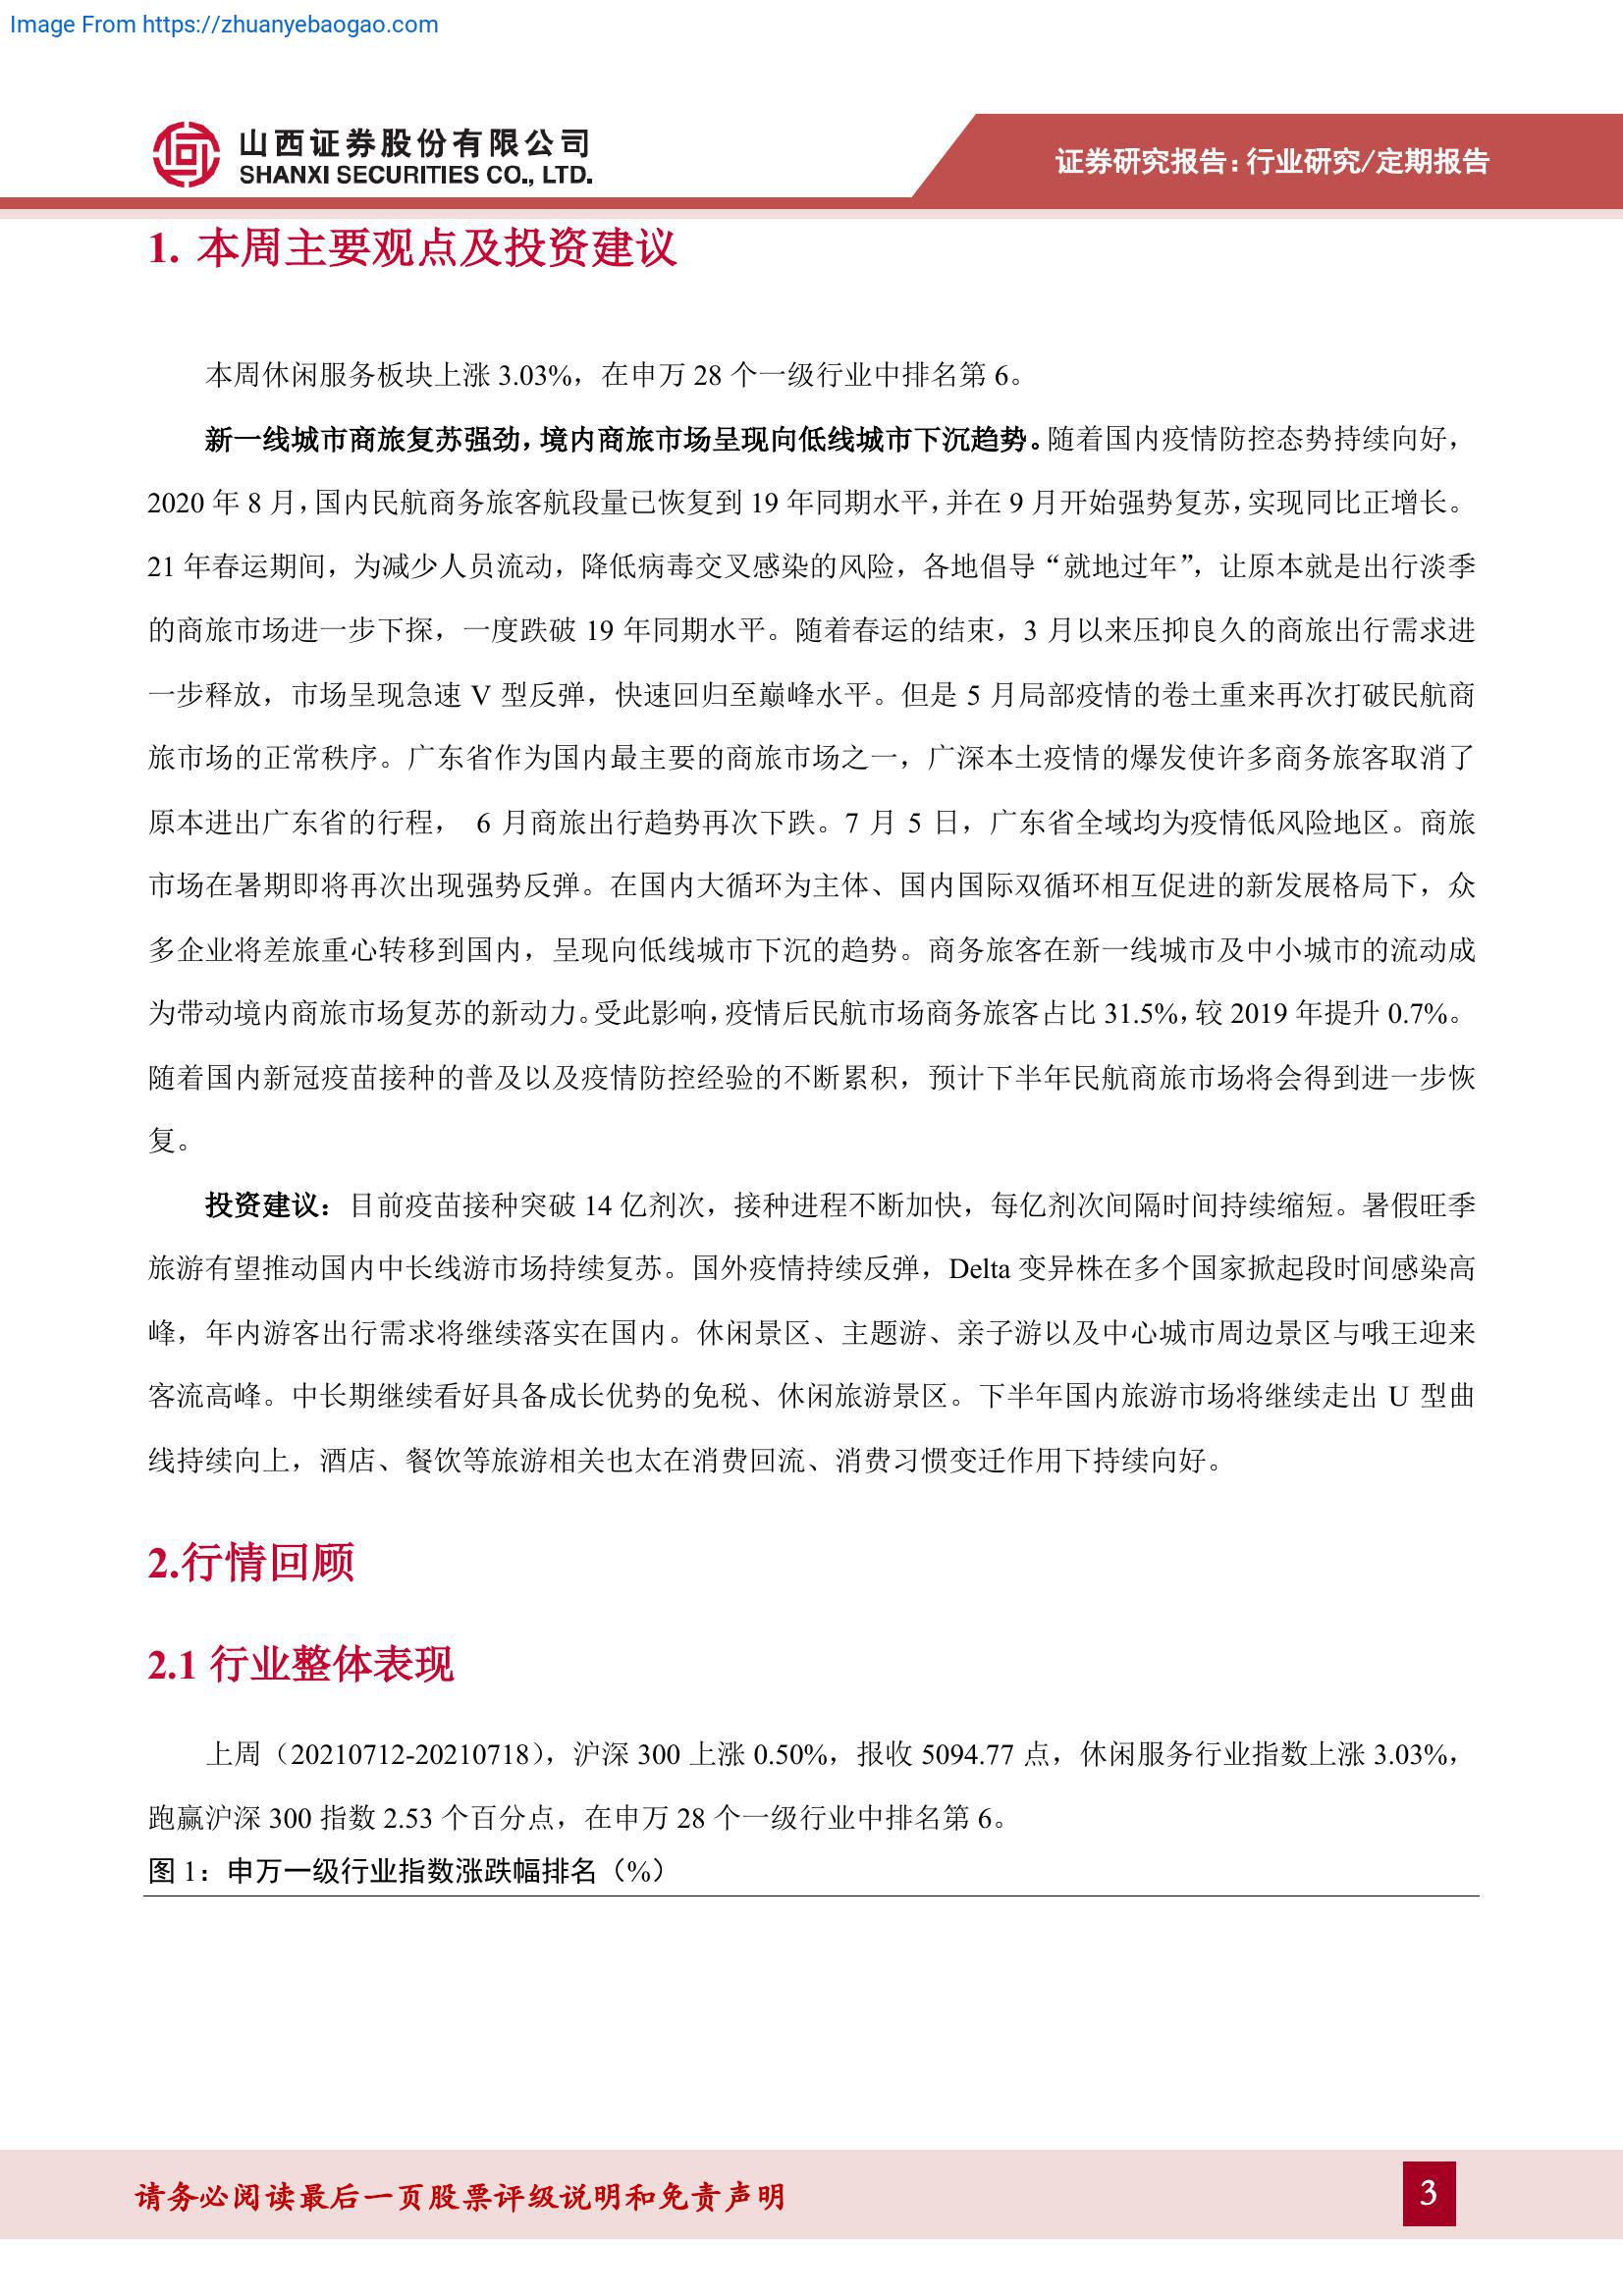 Image From https://zhuanyebaogao.com
山西证券股份有限公司
SHANXI SECURITIES CO., LTD.
证券研究报告：行业研究/定期报告
1. 本周主要观点及投资建议
本周休闲服务板块上涨 3.03%，在申万 28 个一级行业中排名第 6。
新一线城市商旅复苏强劲，境内商旅市场呈现向低线城市下沉趋势。随着国内疫情防控态势持续向好，
2020 年 8 月，国内民航商务旅客航段量已恢复到 19 年同期水平，并在 9 月开始强势复苏，实现同比正增长。
21 年春运期间，为减少人员流动，降低病毒交叉感染的风险，各地倡导“就地过年”，让原本就是出行淡季
的商旅市场进一步下探，一度跌破 19 年同期水平。随着春运的结束，3 月以来压抑良久的商旅出行需求进
一步释放，市场呈现急速 V 型反弹，快速回归至巅峰水平。但是 5 月局部疫情的卷土重来再次打破民航商
旅市场的正常秩序。广东省作为国内最主要的商旅市场之一，广深本土疫情的爆发使许多商务旅客取消了
原本进出广东省的行程， 6 月商旅出行趋势再次下跌。7 月 5 日，广东省全域均为疫情低风险地区。商旅
市场在暑期即将再次出现强势反弹。在国内大循环为主体、国内国际双循环相互促进的新发展格局下，众
多企业将差旅重心转移到国内，呈现向低线城市下沉的趋势。商务旅客在新一线城市及中小城市的流动成
为带动境内商旅市场复苏的新动力。受此影响，疫情后民航市场商务旅客占比 31.5%，较 2019 年提升 0.7%。
随着国内新冠疫苗接种的普及以及疫情防控经验的不断累积，预计下半年民航商旅市场将会得到进一步恢
复。
投资建议：目前疫苗接种突破 14 亿剂次，接种进程不断加快，每亿剂次间隔时间持续缩短。暑假旺季
旅游有望推动国内中长线游市场持续复苏。国外疫情持续反弹，Delta 变异株在多个国家掀起段时间感染高
峰，年内游客出行需求将继续落实在国内。休闲景区、主题游、亲子游以及中心城市周边景区与哦王迎来
客流高峰。中长期继续看好具备成长优势的免税、休闲旅游景区。下半年国内旅游市场将继续走出 U 型曲
线持续向上，酒店、餐饮等旅游相关也太在消费回流、消费习惯变迁作用下持续向好。
2.行情回顾
2.1 行业整体表现
上周（20210712-20210718），沪深 300 上涨 0.50%，报收 5094.77 点，休闲服务行业指数上涨 3.03%，
跑赢沪深 300 指数 2.53 个百分点，在申万 28 个一级行业中排名第 6。
图 1：申万一级行业指数涨跌幅排名（%）
请务必阅读最后一页股票评级说明和免责声明
3